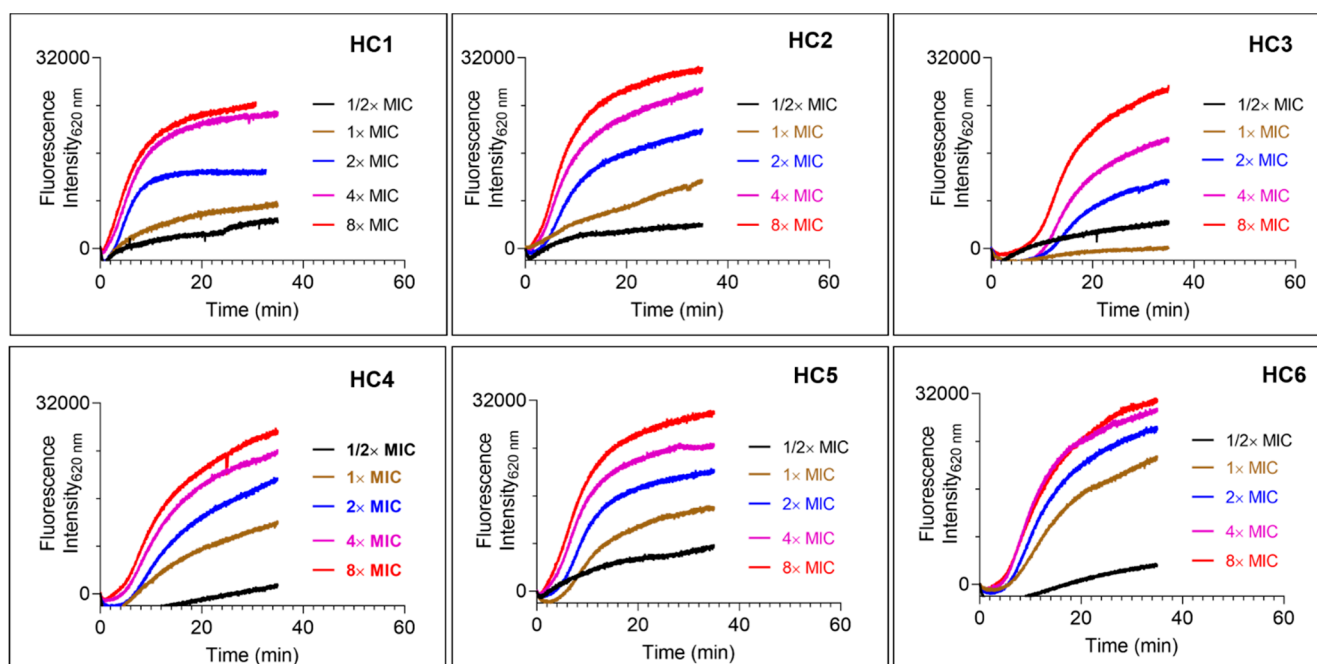 HC1
32000
Fluorescence
Intensity620 nm
0
1/2× MIC
1× MIC
2× MIC
4× MIC
8× MIC
0 20 40 60
Time (min)
HC2
32000
Fluorescence
Intensity620 nm
0
1/2× MIC
1× MIC
2× MIC
4× MIC
8× MIC
0 20 40 60
Time (min)
HC3
32000
Fluorescence
Intensity620 nm
0
1/2× MIC
1× MIC
2× MIC
4× MIC
8× MIC
0 20 40 60
Time (min)
HC4
32000
Fluorescence
Intensity620 nm
0
1/2× MIC
1× MIC
2× MIC
4× MIC
8× MIC
0 20 40 60
Time (min)
HC5
32000
Fluorescence
Intensity620 nm
0
1/2× MIC
1× MIC
2× MIC
4× MIC
8× MIC
0 20 40 60
Time (min)
HC6
32000
Fluorescence
Intensity620 nm
0
1/2× MIC
1× MIC
2× MIC
4× MIC
8× MIC
0 20 40 60
Time (min)